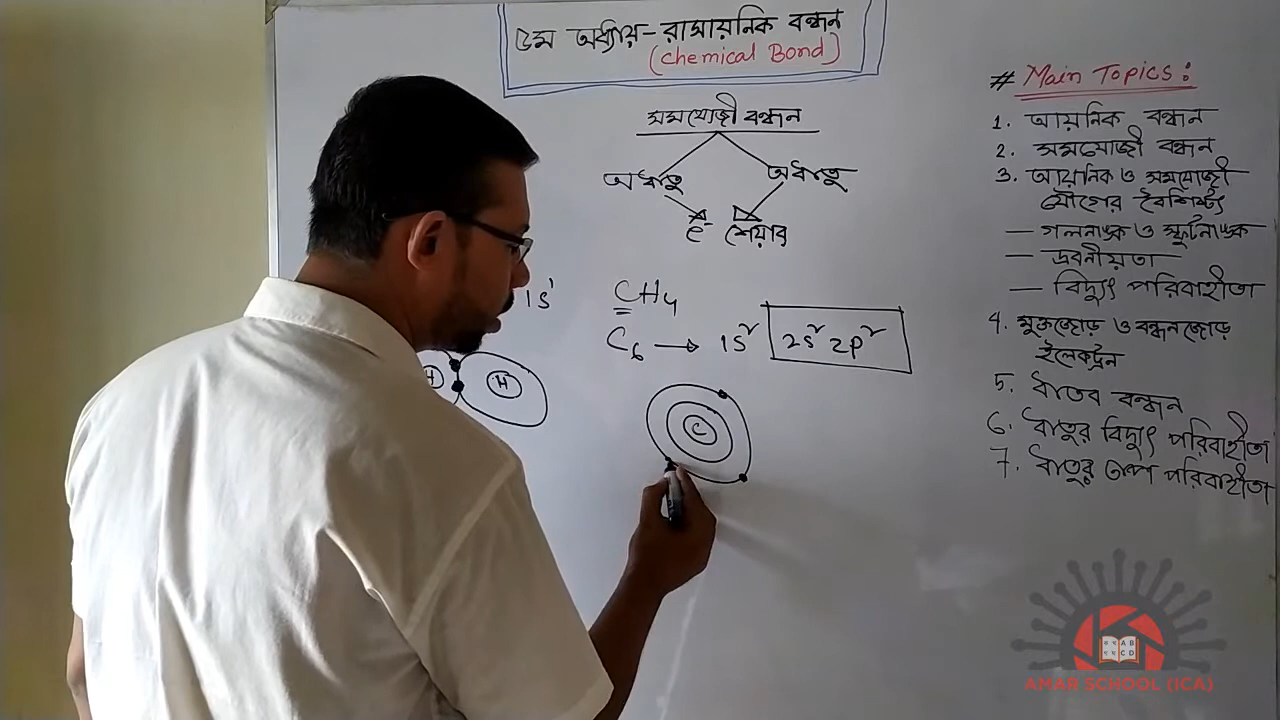 ৫ম অধ্যায় - রাসায়নিক বন্ধন
(Chemical Bond)
সমযোজী বন্ধন
অধাতু অধাতু
e⁻ শেয়ার
1s¹
CH₄
C₆ → 1s² 2s² 2p²
H H
C
# Main Topics:
1. আয়নিক বন্ধন
2. সমযোজী বন্ধন
3. আয়নিক ও সমযোজী
যৌগের বৈশিষ্ট্য
— গলনাঙ্ক ও স্ফুটনাঙ্ক
— দ্রবনীয়তা
— বিদ্যুৎ পরিবাহীতা
4. মুক্তজোড় ও বন্ধনজোড়
ইলেকট্রন
5. ধাতব বন্ধন
6. ধাতুর বিদ্যুৎ পরিবাহীতা
7. ধাতুর তাপ পরিবাহীতা
AMAR SCHOOL (ICA)